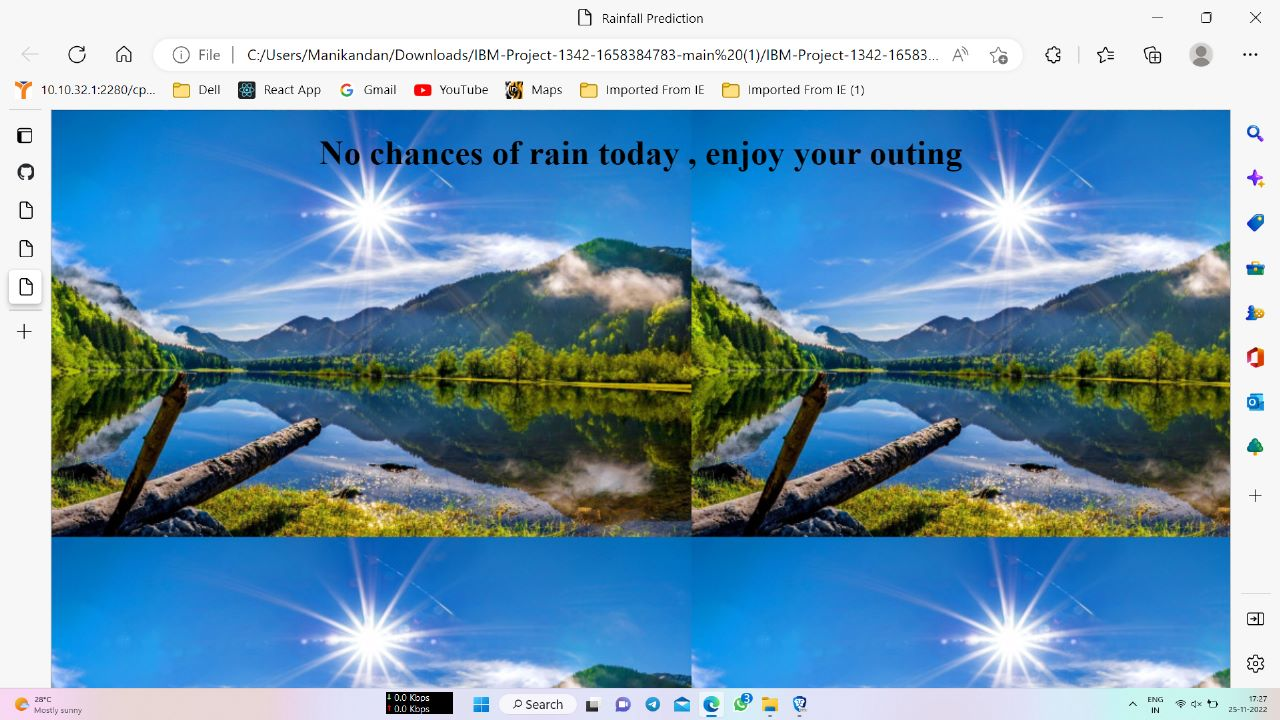 Rainfall Prediction
File
C:/Users/Manikandan/Downloads/IBM-Project-1342-1658384783-main%20(1)/IBM-Project-1342-16583...
10.10.32.1:2280/cp... Dell React App Gmail YouTube Maps Imported From IE Imported From IE (1)
No chances of rain today , enjoy your outing
28°C
Mostly sunny
↓ 0.0 Kbps
↑ 0.0 Kbps
Search
3
ENG
IN
17:27
25-11-2022